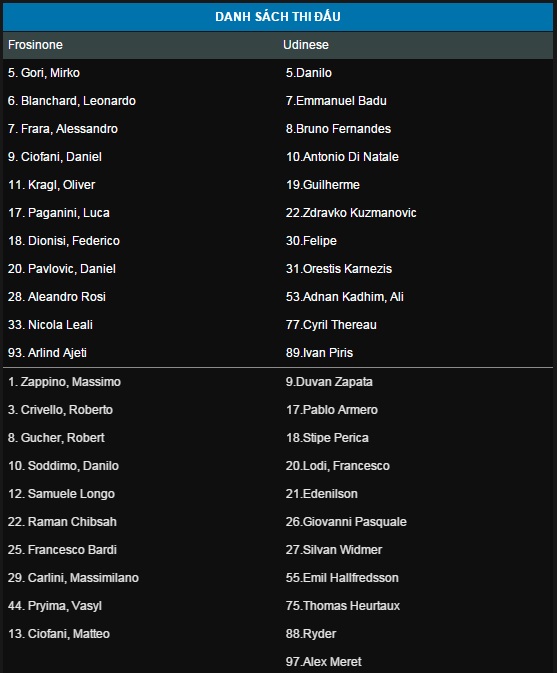 DANH SÁCH THI ĐẤU
Frosinone Udinese
5. Gori, Mirko 5.Danilo
6. Blanchard, Leonardo 7.Emmanuel Badu
7. Frara, Alessandro 8.Bruno Fernandes
9. Ciofani, Daniel 10.Antonio Di Natale
11. Kragl, Oliver 19.Guilherme
17. Paganini, Luca 22.Zdravko Kuzmanovic
18. Dionisi, Federico 30.Felipe
20. Pavlovic, Daniel 31.Orestis Karnezis
28. Aleandro Rosi 53.Adnan Kadhim, Ali
33. Nicola Leali 77.Cyril Thereau
93. Arlind Ajeti 89.Ivan Piris
1. Zappino, Massimo 9.Duvan Zapata
3. Crivello, Roberto 17.Pablo Armero
8. Gucher, Robert 18.Stipe Perica
10. Soddimo, Danilo 20.Lodi, Francesco
12. Samuele Longo 21.Edenilson
22. Raman Chibsah 26.Giovanni Pasquale
25. Francesco Bardi 27.Silvan Widmer
29. Carlini, Massimilano 55.Emil Hallfredsson
44. Pryima, Vasyl 75.Thomas Heurtaux
13. Ciofani, Matteo 88.Ryder
97.Alex Meret